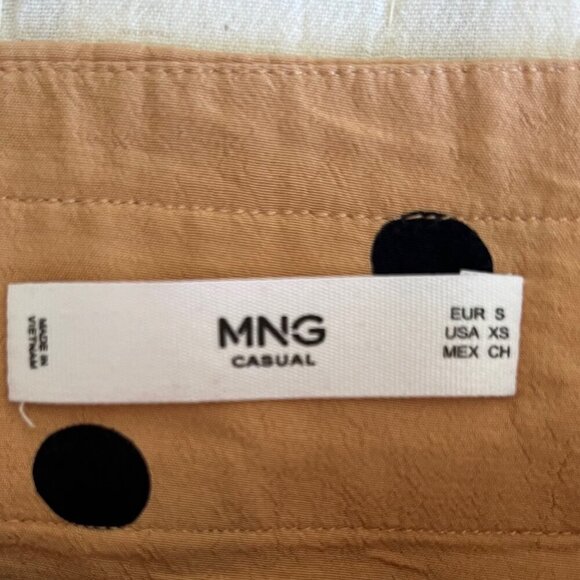 MADE IN
VIETNAM
MNG
CASUAL
EUR S
USA XS
MEX CH